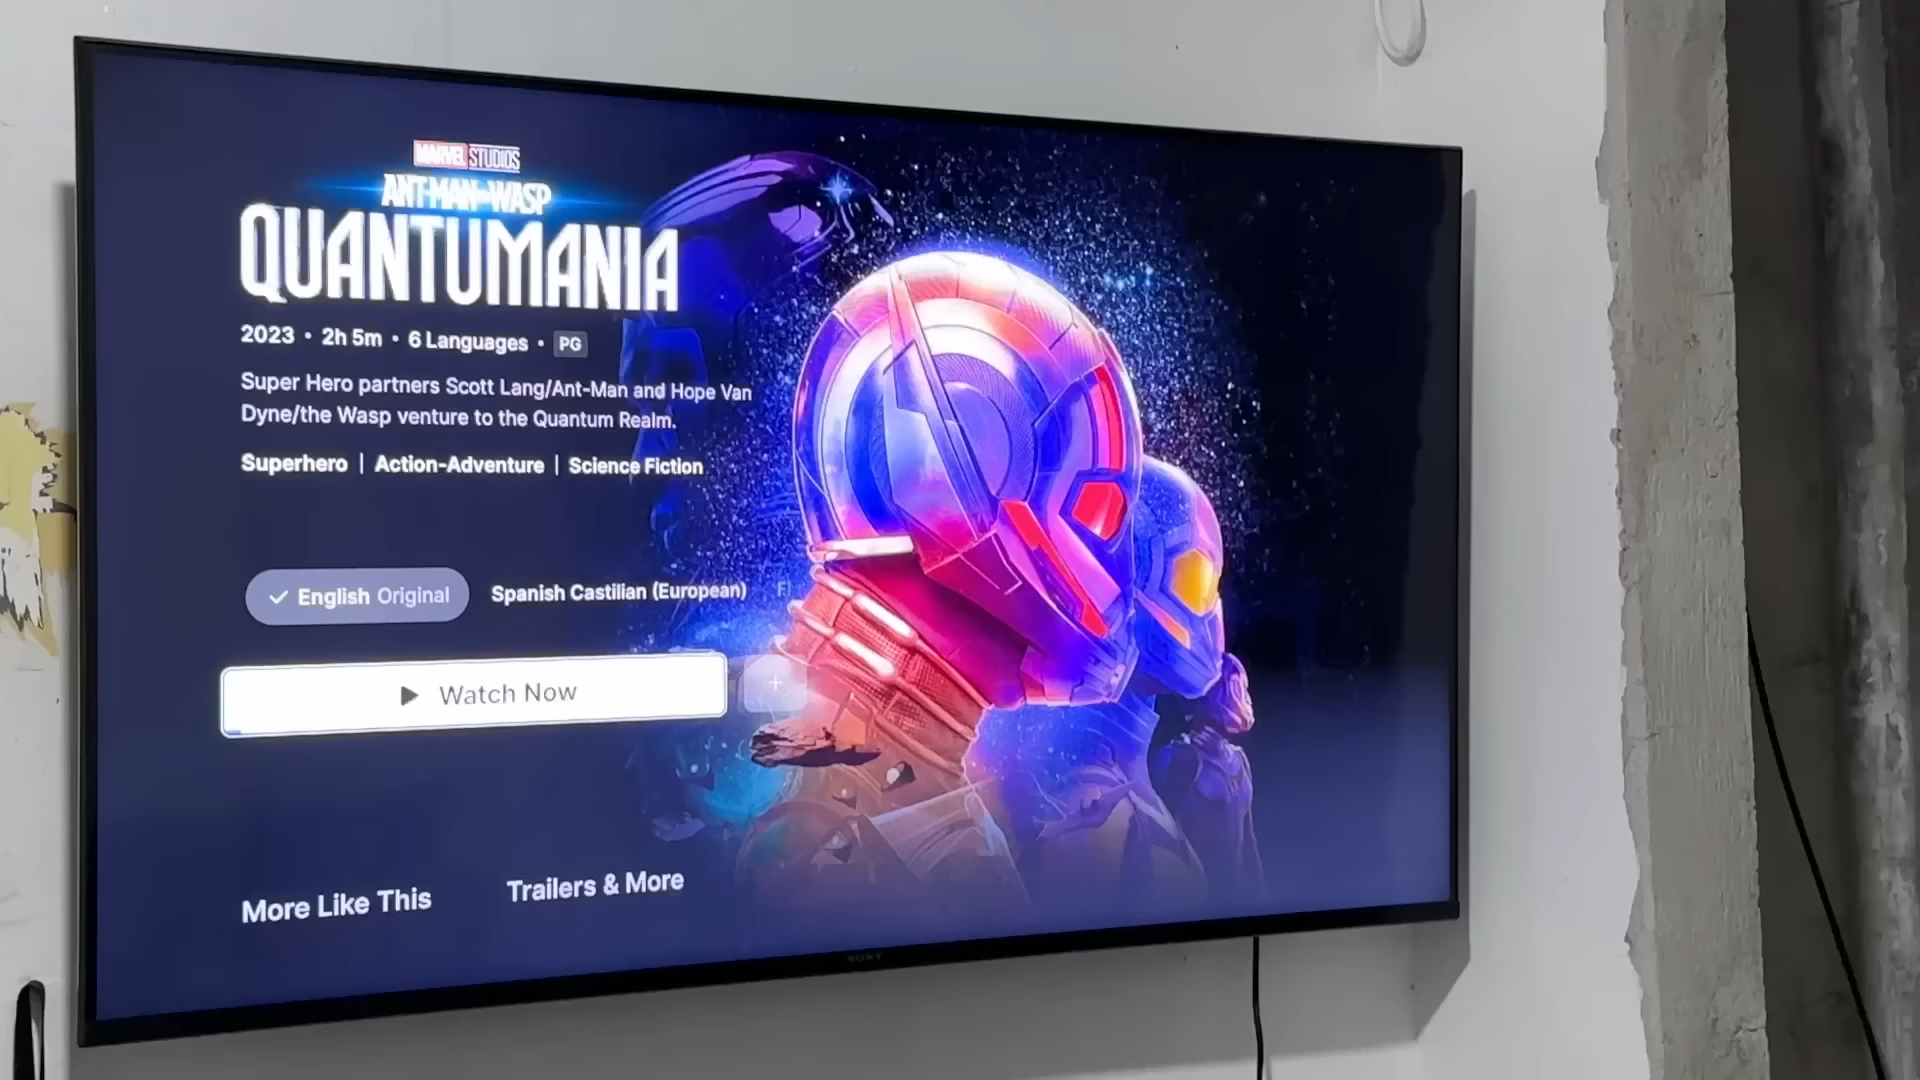 MARVEL STUDIOS
ANT-MAN AND THE WASP
QUANTUMANIA
2023 • 2h 5m • 6 Languages • PG
Super Hero partners Scott Lang/Ant-Man and Hope Van
Dyne/the Wasp venture to the Quantum Realm.
Superhero | Action-Adventure | Science Fiction
English Original Spanish Castilian (European)
Watch Now
More Like This Trailers & More
SONY